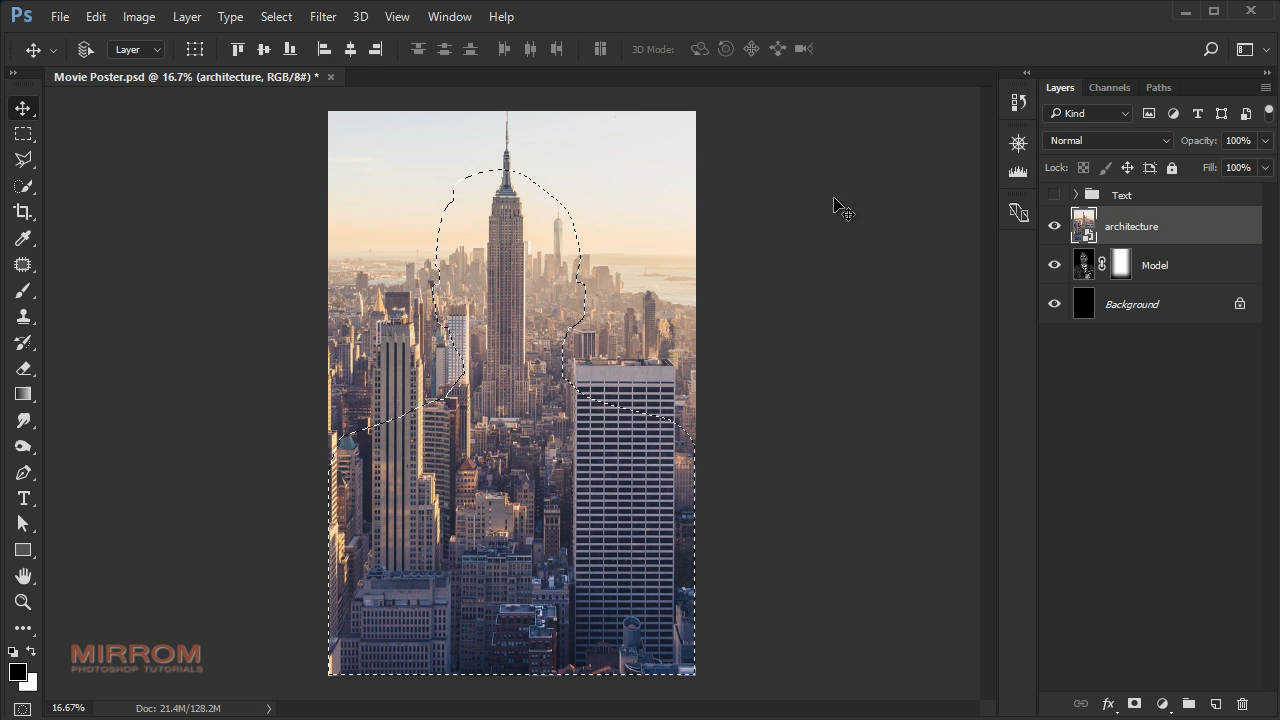 Ps File Edit Image Layer Type Select Filter 3D View Window Help
Layer 3D Mode:
Movie Poster.psd @ 16.7% (architecture, RGB/8#) * ×
Layers Channels Paths
Kind
Normal Opacity: 100%
Lock: Fill: 100%
Text
architecture
Model
Background
MIRROM
PHOTOSHOP TUTORIALS
16.67% Doc: 21.4M/128.2M
fx